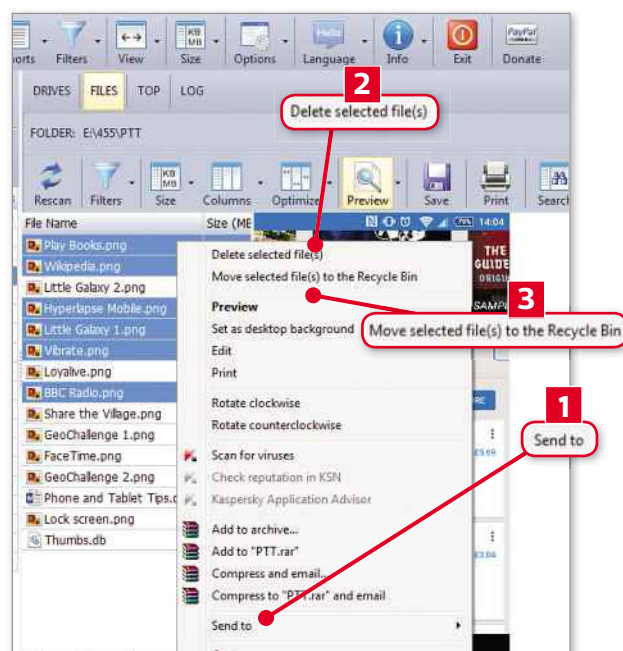 Filters View Size Options Language Info Exit Donate
KB
MB
Hello
PayPal
DRIVES FILES TOP LOG
2
Delete selected file(s)
FOLDER: E:\455\PTT
KB
MB
Rescan Filters Size Columns Optimize Preview Save Print Search
File Name
Size (ME
14:04
Play Books.png
Wikipedia.png
Little Galaxy 2.png
Hyperlapse Mobile.png
Little Galaxy 1.png
Vibrate.png
Loyalive.png
BBC Radio.png
Share the Village.png
GeoChallenge 1.png
FaceTime.png
GeoChallenge 2.png
Phone and Tablet Tips.d
Lock screen.png
Thumbs.db
Delete selected file(s)
Move selected file(s) to the Recycle Bin
Preview
Set as desktop background
Edit
Print
Rotate clockwise
Rotate counterclockwise
Scan for viruses
Check reputation in KSN
Kaspersky Application Advisor
Add to archive...
Add to "PTT.rar"
Compress and email...
Compress to "PTT.rar" and email
Send to
THE
GUIDE
3
Move selected file(s) to the Recycle Bin
1
Send to